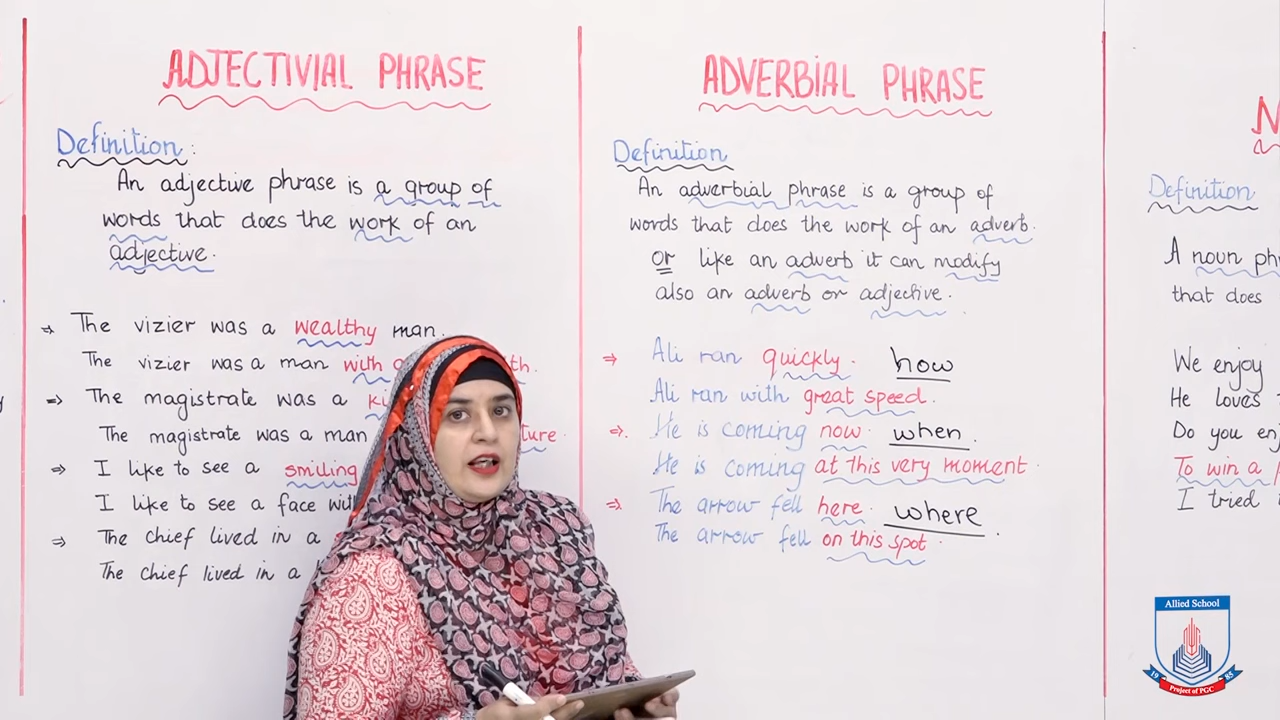 ADJECTIVIAL PHRASE
Definition:
An adjective phrase is a group of
words that does the work of an
adjective.
⇒ The vizier was a wealthy man.
The vizier was a man with
⇒ The magistrate was a
The magistrate was a man
⇒ I like to see a smiling
I like to see a face
⇒ The chief lived in a
The chief lived in a
ADVERBIAL PHRASE
Definition
An adverbial phrase is a group of
words that does the work of an adverb.
or like an adverb it can modify
also an adverb or adjective.
⇒ Ali ran quickly. how
Ali ran with great speed.
⇒. He is coming now. when.
He is coming at this very moment.
⇒ The arrow fell here. where.
The arrow fell on this spot.
Definition
A noun
that does
We enjoy
He loves
Do you
To win a
I tried
Allied School
19 85
Project of PGC